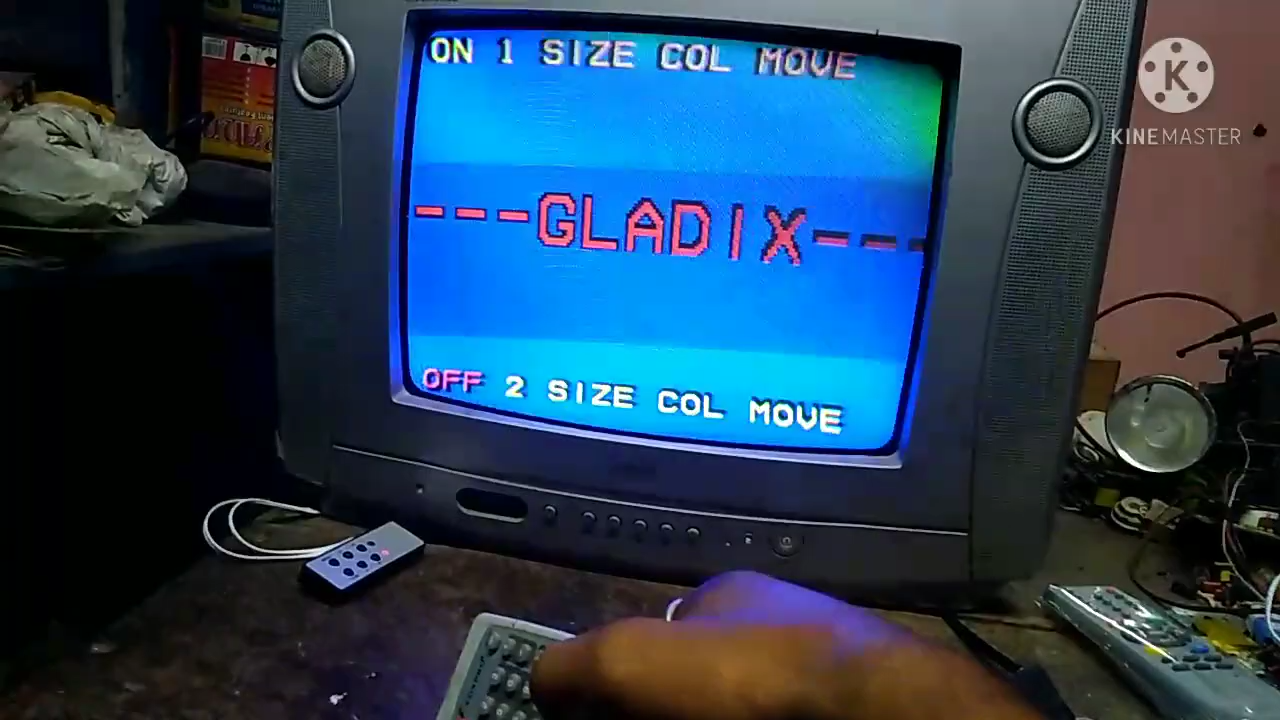 ON 1 SIZE COL MOVE
---GLADIX---
OFF 2 SIZE COL MOVE
K
KINEMASTER